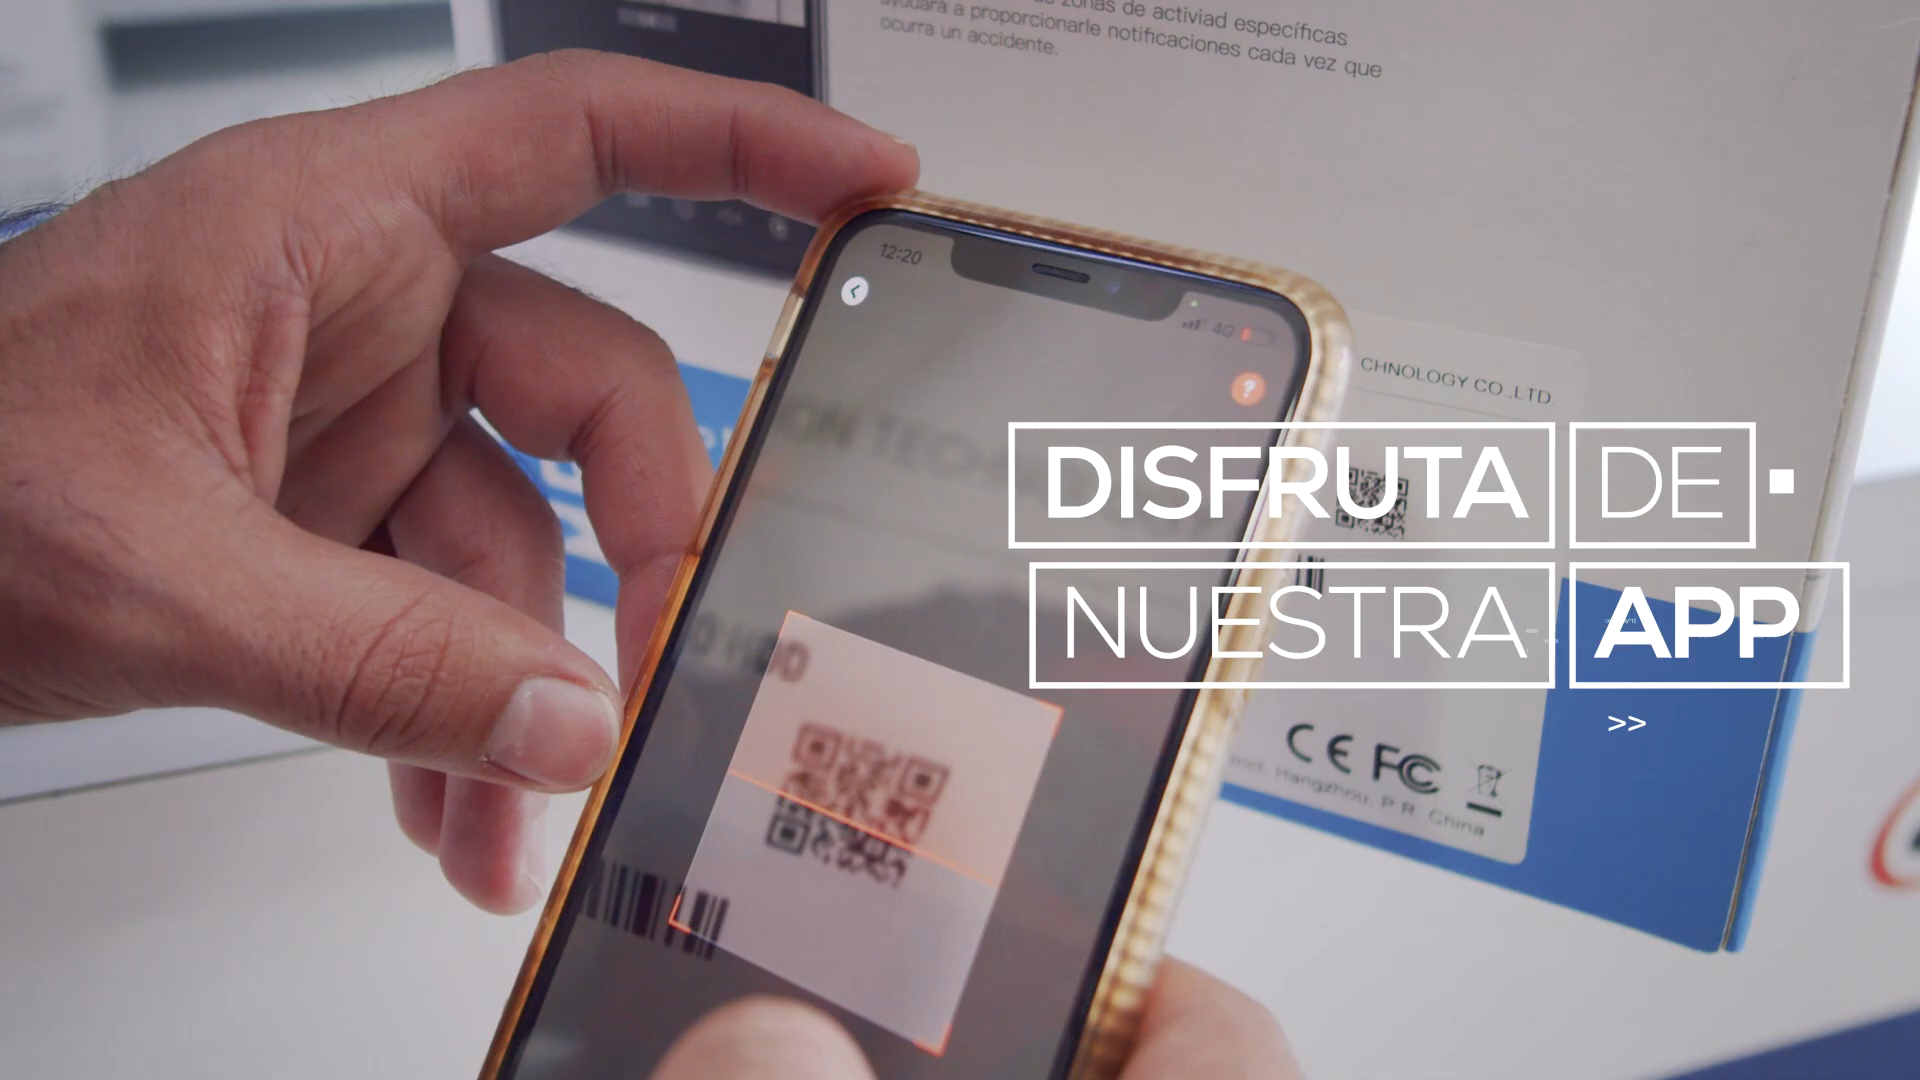 zonas de activiad específicas
ayudará a proporcionarle notificaciones cada vez que
ocurra un accidente.
12:20
4G
?
CHNOLOGY CO.,LTD
DISFRUTA DE
NUESTRA APP
>>
CE FC
Hangzhou, P.R. China